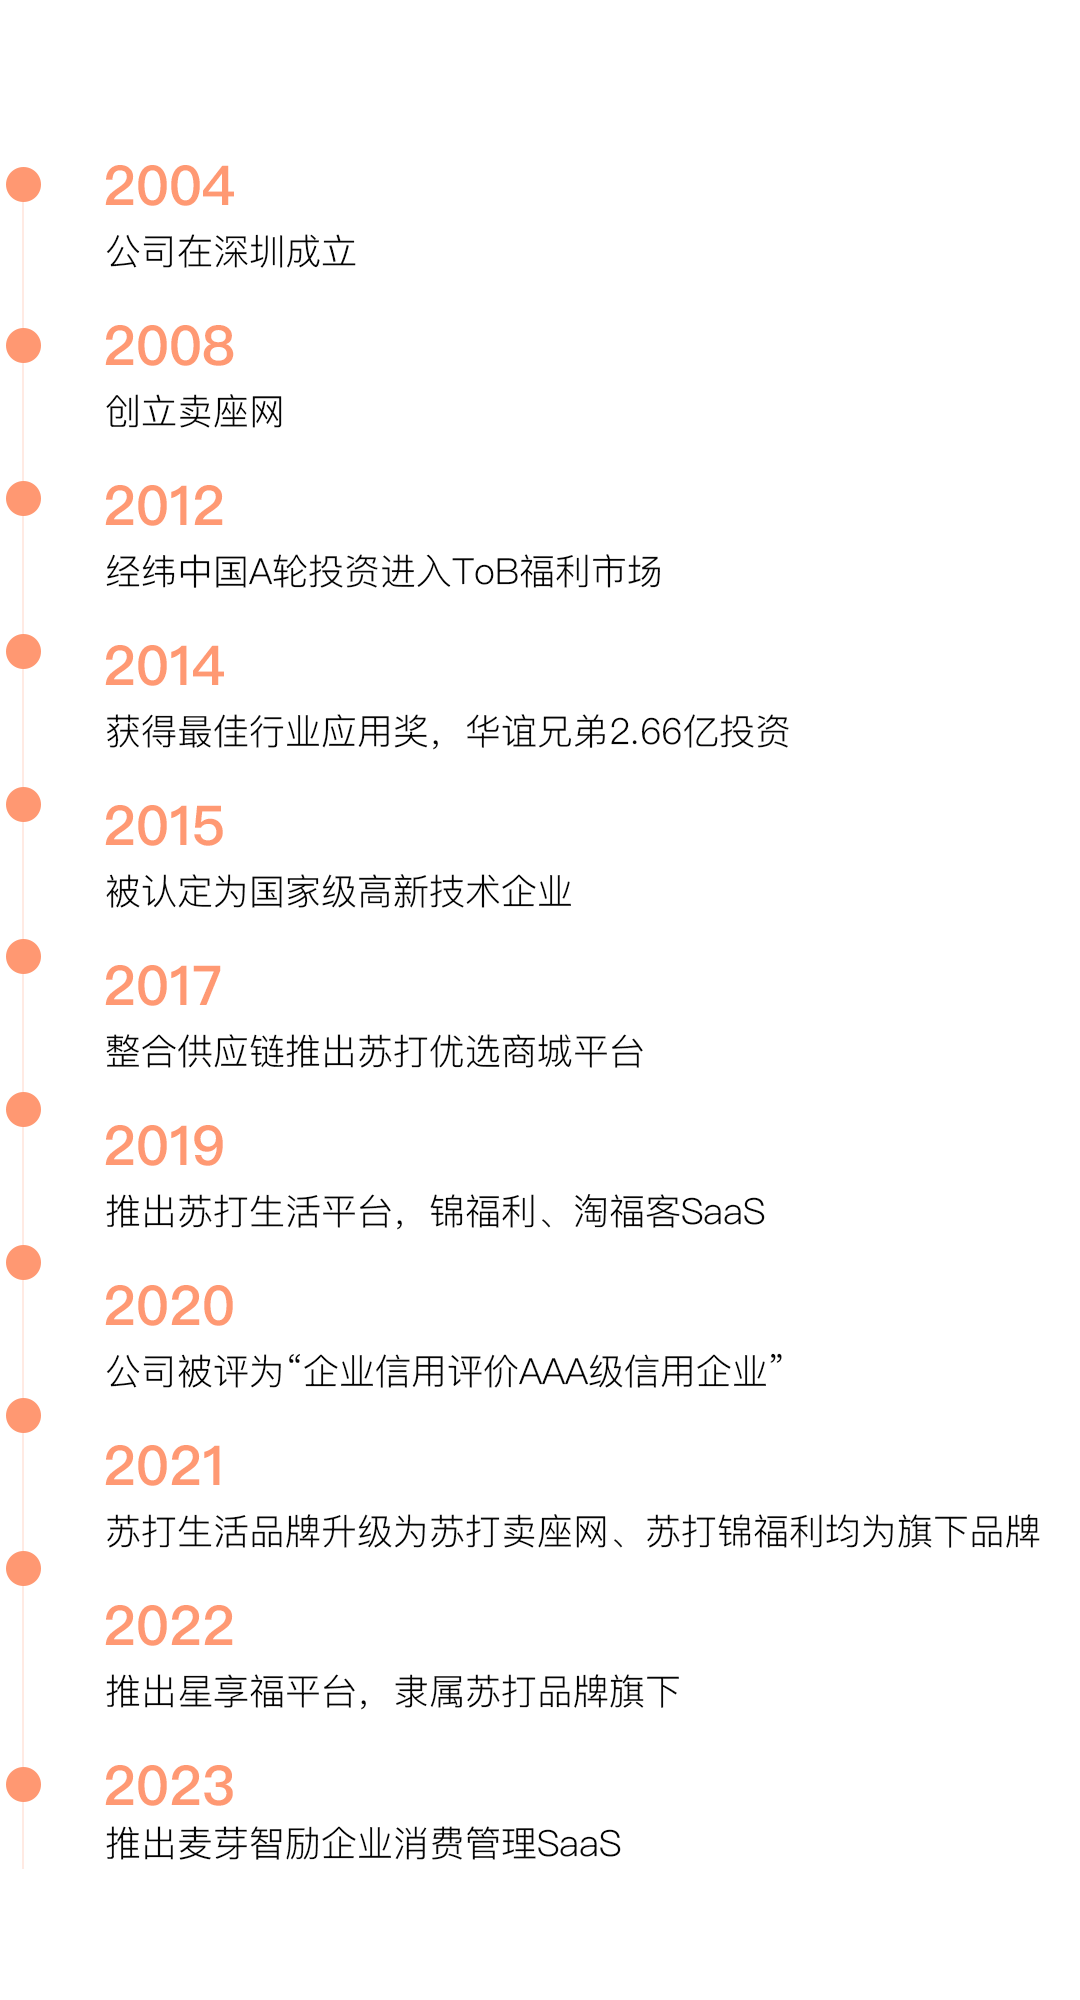 2004
公司在深圳成立
2008
创立卖座网
2012
经纬中国A轮投资进入ToB福利市场
2014
获得最佳行业应用奖，华谊兄弟2.66亿投资
2015
被认定为国家级高新技术企业
2017
整合供应链推出苏打优选商城平台
2019
推出苏打生活平台，锦福利、淘福客SaaS
2020
公司被评为“企业信用评价AAA级信用企业”
2021
苏打生活品牌升级为苏打卖座网、苏打锦福利均为旗下品牌
2022
推出星享福平台，隶属苏打品牌旗下
2023
推出麦芽智励企业消费管理SaaS